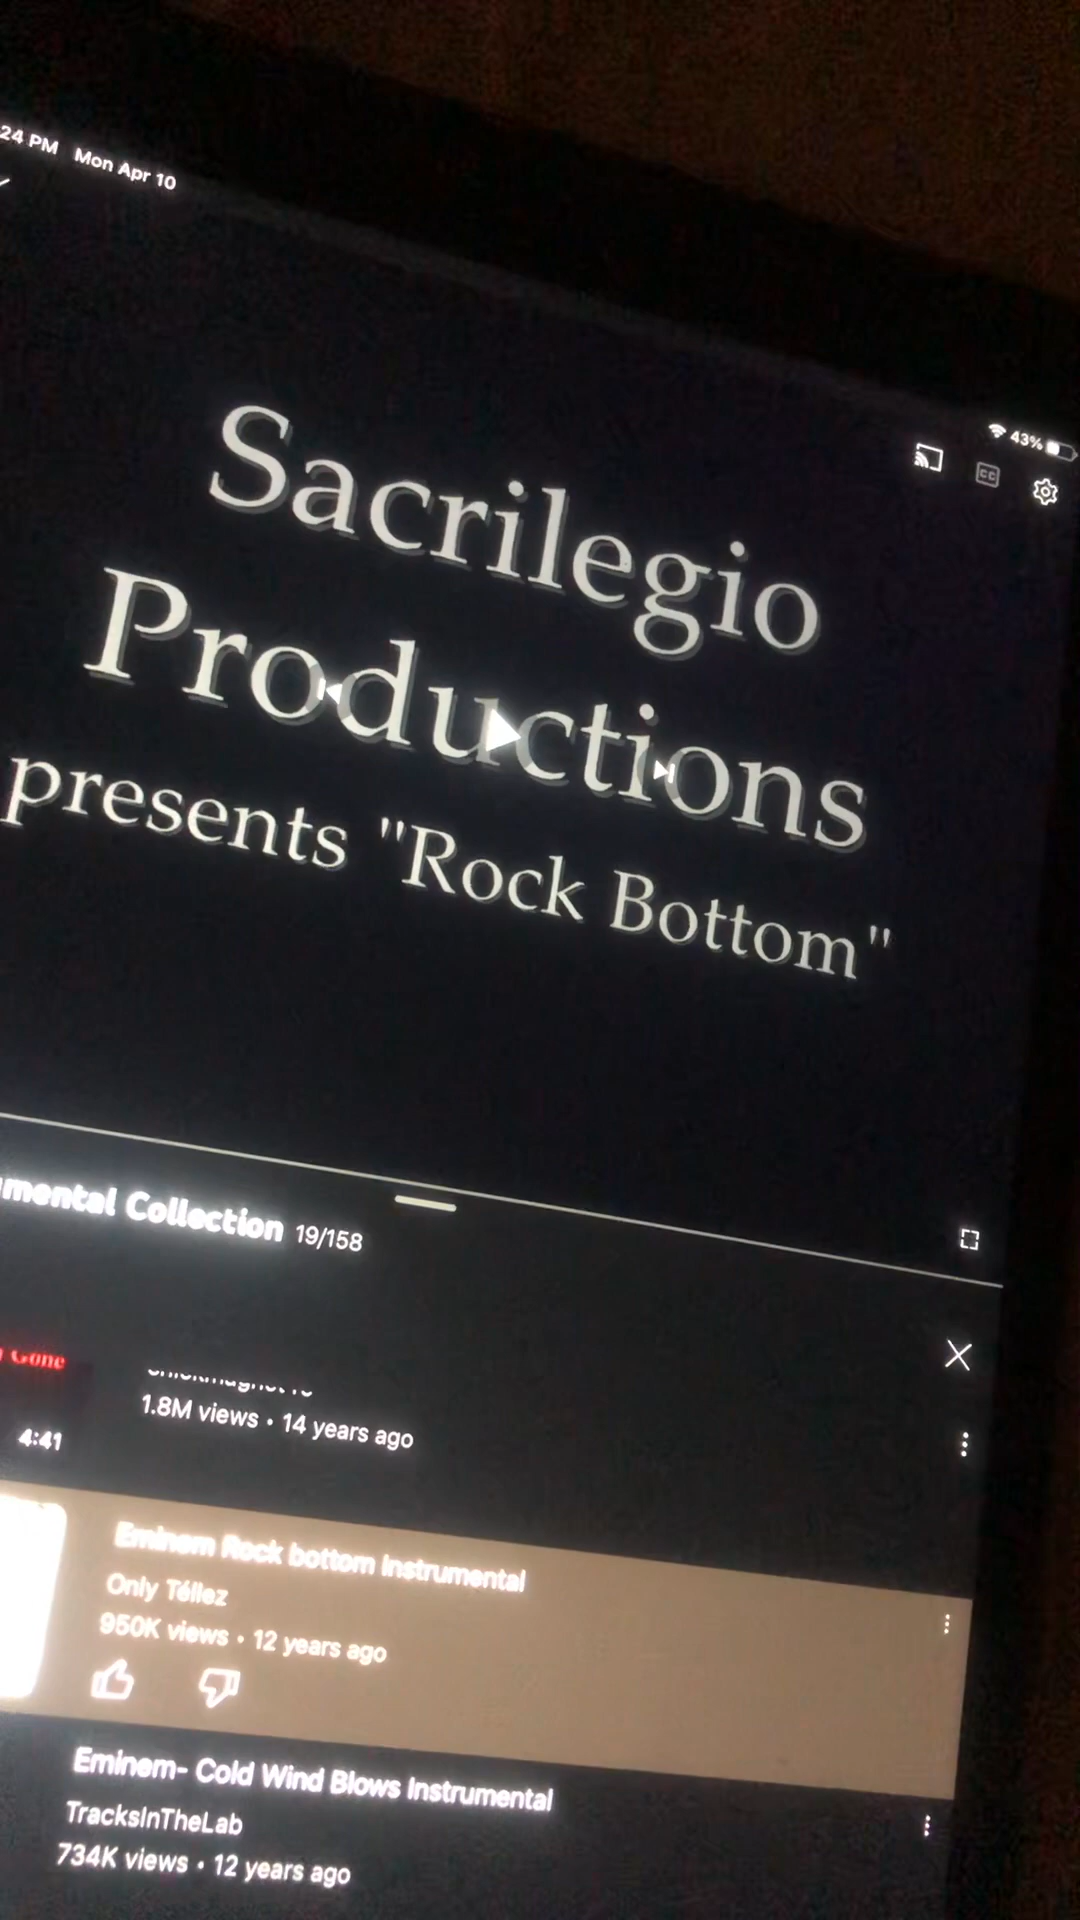 24 PM Mon Apr 10
43%
CC
Sacrilegio
Productions
presents "Rock Bottom"
mental Collection 19/158
Gone
1.8M views • 14 years ago
4:41
Eminem Rock bottom Instrumental
Only Téllez
950K views • 12 years ago
Eminem- Cold Wind Blows Instrumental
TracksInTheLab
734K views • 12 years ago